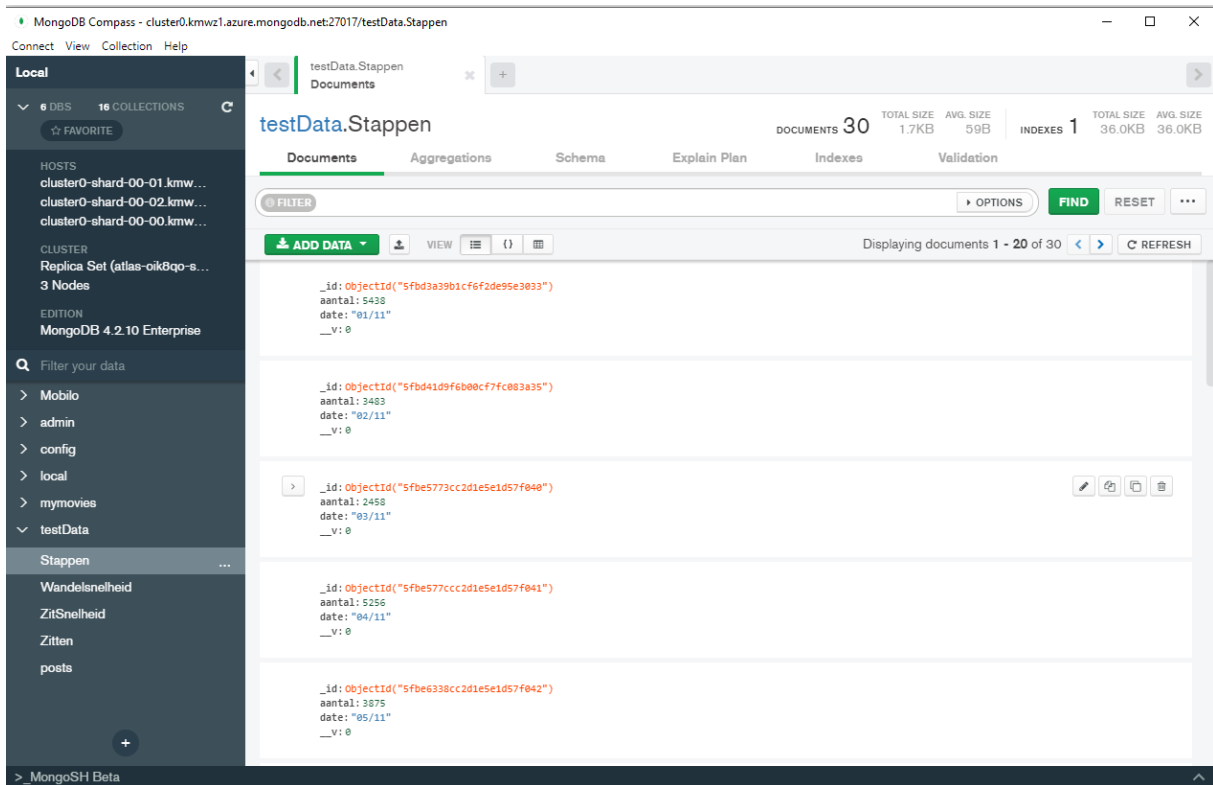 MongoDB Compass - cluster0.kmwz1.azure.mongodb.net:27017/testData.Stappen
Connect View Collection Help
Local
6 DBS 16 COLLECTIONS
FAVORITE
HOSTS
cluster0-shard-00-01.kmw...
cluster0-shard-00-02.kmw...
cluster0-shard-00-00.kmw...
CLUSTER
Replica Set (atlas-oik8qo-s...
3 Nodes
EDITION
MongoDB 4.2.10 Enterprise
Filter your data
Mobilo
admin
config
local
mymovies
testData
Stappen ...
Wandelsnelheid
ZitSnelheid
Zitten
posts
>_MongoSH Beta
testData.Stappen
Documents
testData.Stappen
DOCUMENTS 30 TOTAL SIZE 1.7KB AVG. SIZE 59B INDEXES 1 TOTAL SIZE 36.0KB AVG. SIZE 36.0KB
Documents Aggregations Schema Explain Plan Indexes Validation
FILTER OPTIONS FIND RESET ...
ADD DATA VIEW {} Displaying documents 1 - 20 of 30 < > REFRESH
_id: ObjectId("5fbd3a39b1cf6f2de95e3033")
aantal: 5438
date: "01/11"
__v: 0
_id: ObjectId("5fbd41d9f6b00cf7fc083a35")
aantal: 3483
date: "02/11"
__v: 0
_id: ObjectId("5fbe5773cc2d1e5e1d57f040")
aantal: 2458
date: "03/11"
__v: 0
_id: ObjectId("5fbe577ccc2d1e5e1d57f041")
aantal: 5256
date: "04/11"
__v: 0
_id: ObjectId("5fbe6338cc2d1e5e1d57f042")
aantal: 3875
date: "05/11"
__v: 0